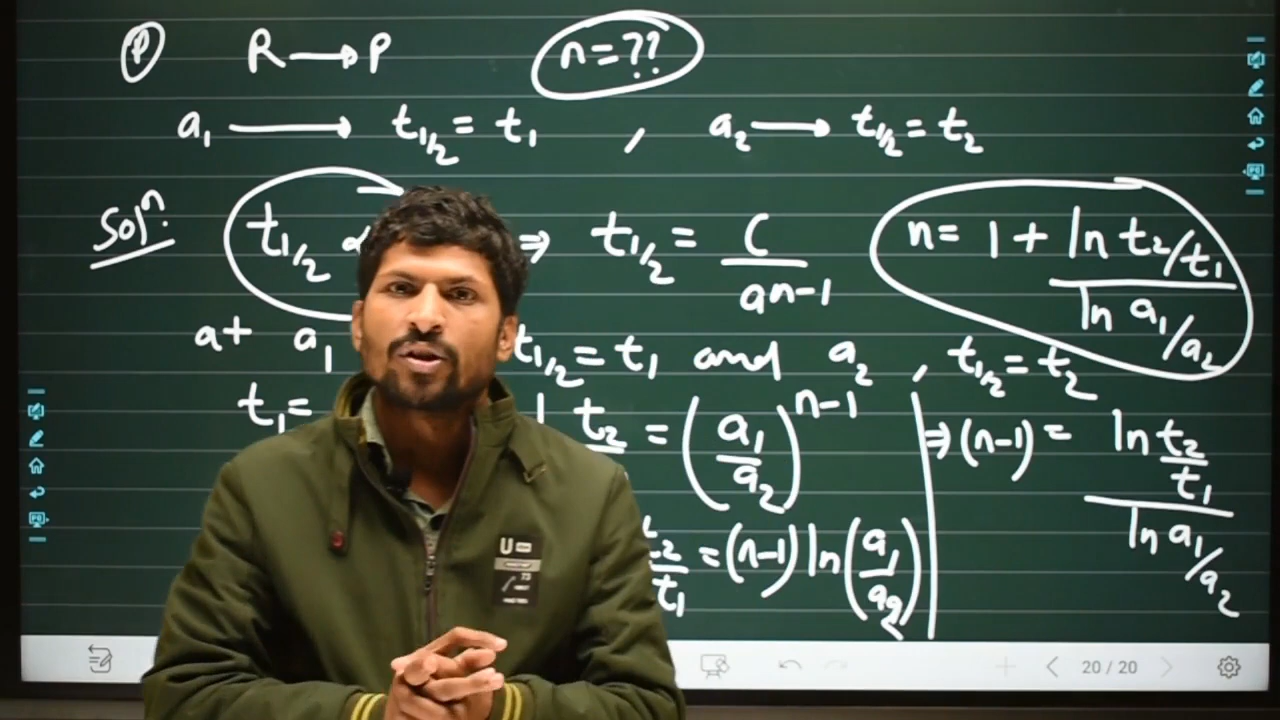 P R → P n = ??
a₁ → t₁/₂ = t₁ , a₂ → t₁/₂ = t₂
Solⁿ: t₁/₂ ∝ ⇒ t₁/₂ = C/aⁿ⁻¹ n = 1 + ln t₂/t₁ / ln a₁/a₂
at a₁ t₁/₂ = t₁ and a₂ , t₁/₂ = t₂
t₁ = t₂ = (a₁/a₂)ⁿ⁻¹ ⇒ (n-1) = ln t₂/t₁ / ln a₁/a₂
t₁ = (n-1) ln (a₁/a₂)
U
73
20 / 20